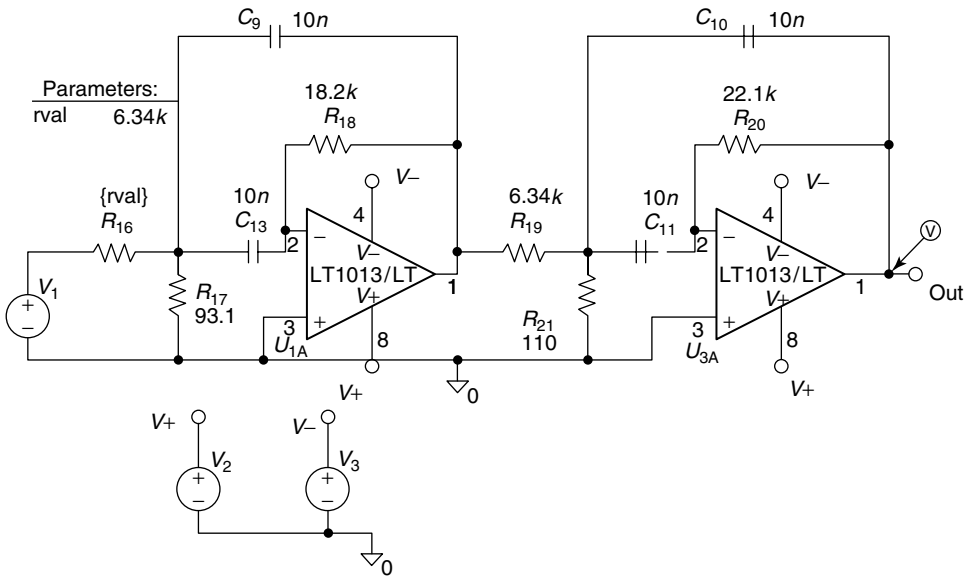 C9 10n
C10 10n
Parameters:
rval 6.34k
18.2k
R18
22.1k
R20
{rval}
R16
10n
C13
V−
4
6.34k
R19
10n
C11
V−
4
2
−
V−
LT1013/LT
V+
1
2
−
V−
LT1013/LT
V+
1
V
Out
V1
+
−
R17
93.1
3
+
U1A
8
V+
R21
110
3
+
U3A
8
V+
0
V+
V−
+
−
V2
+
−
V3
0